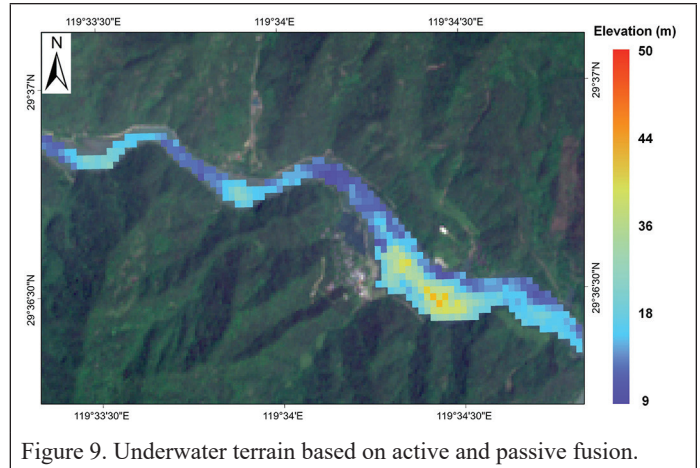 119°33'30"E 119°34'E 119°34'30"E
Elevation (m)
N
50
29°37'N 29°37'N
44
36
29°36'30"N 29°36'30"N
18
9
119°33'30"E 119°34'E 119°34'30"E
Figure 9. Underwater terrain based on active and passive fusion.